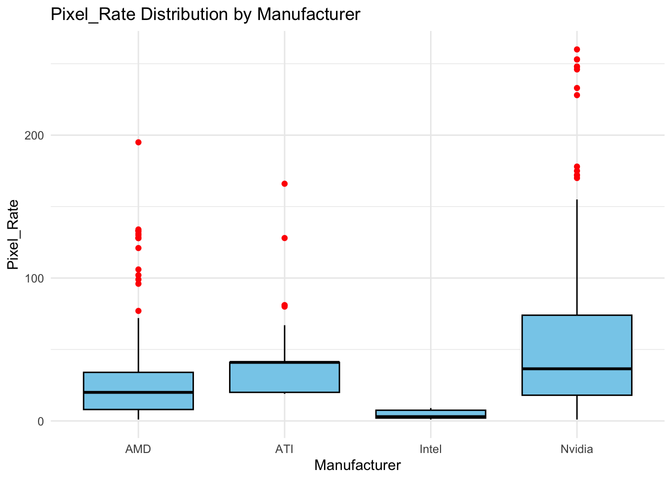 Pixel_Rate Distribution by Manufacturer
Pixel_Rate
200
100
0
AMD ATI Intel Nvidia
Manufacturer